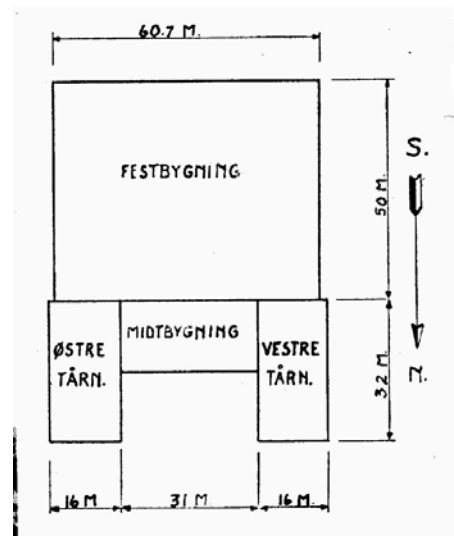 60.7 M.
FESTBYGNING
S.
50 M.
MIDTBYGNING
ØSTRE
TÅRN.
VESTRE
TÅRN.
32 M.
N.
16 M
31 M.
16 M.